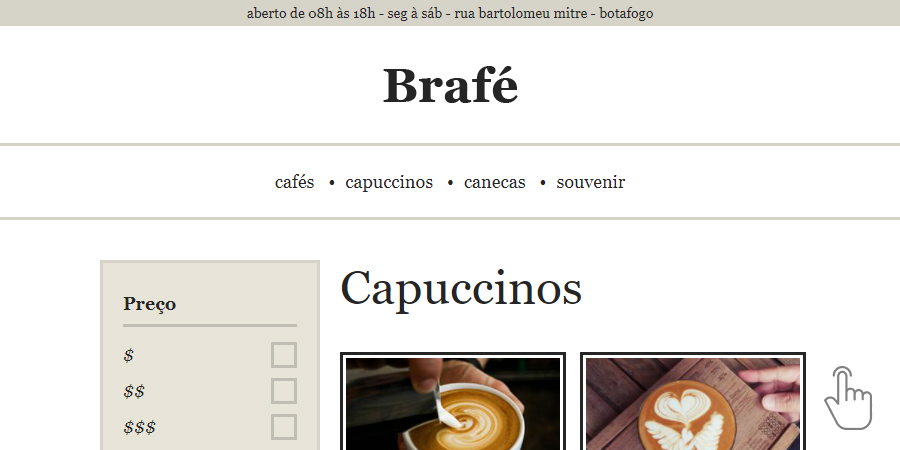 aberto de 08h às 18h - seg à sáb - rua bartolomeu mitre - botafogo
Brafé
cafés • capuccinos • canecas • souvenir
Capuccinos
Preço
$
$$
$$$